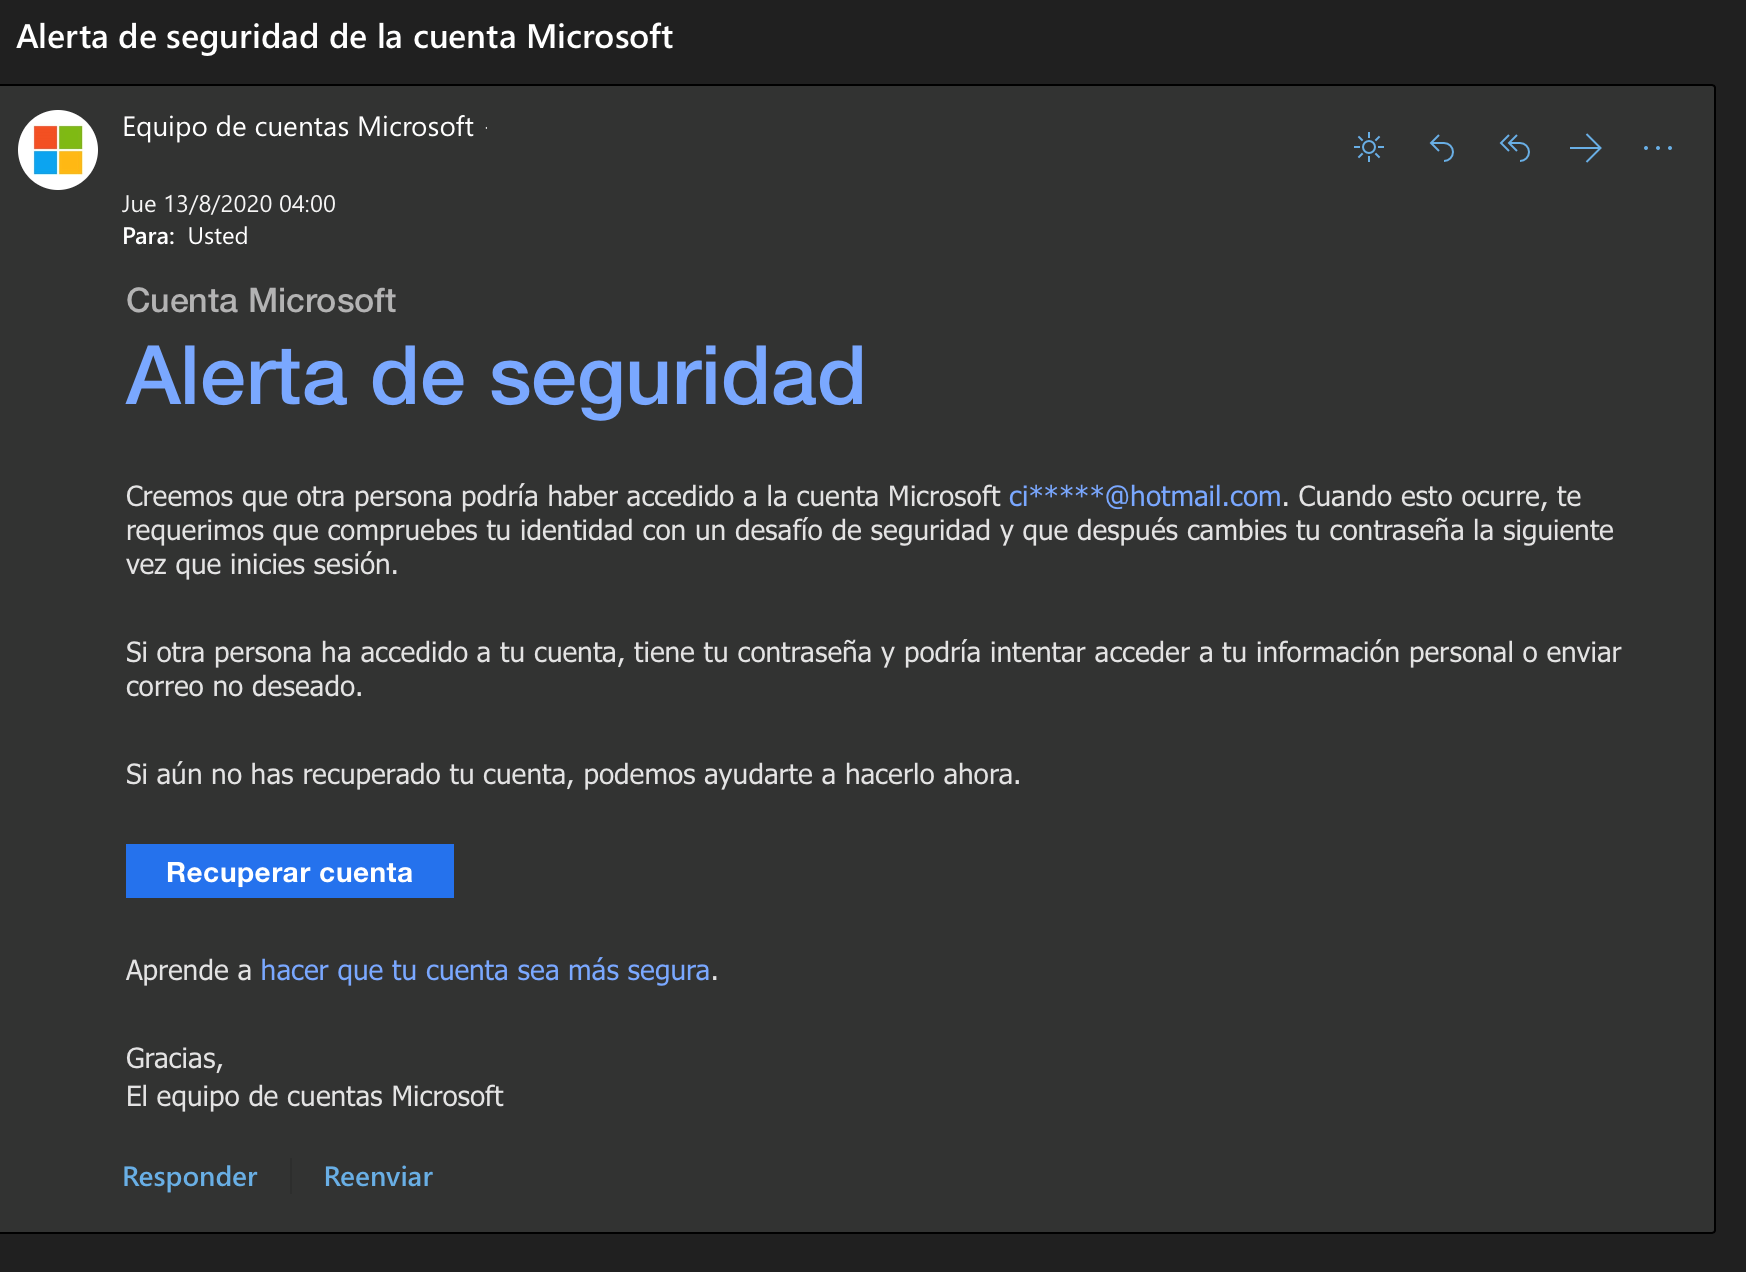 Alerta de seguridad de la cuenta Microsoft
Equipo de cuentas Microsoft ·
Jue 13/8/2020 04:00
Para: Usted
Cuenta Microsoft
Alerta de seguridad
Creemos que otra persona podría haber accedido a la cuenta Microsoft ci*****@hotmail.com. Cuando esto ocurre, te
requerimos que compruebes tu identidad con un desafío de seguridad y que después cambies tu contraseña la siguiente
vez que inicies sesión.
Si otra persona ha accedido a tu cuenta, tiene tu contraseña y podría intentar acceder a tu información personal o enviar
correo no deseado.
Si aún no has recuperado tu cuenta, podemos ayudarte a hacerlo ahora.
Recuperar cuenta
Aprende a hacer que tu cuenta sea más segura.
Gracias,
El equipo de cuentas Microsoft
Responder
Reenviar